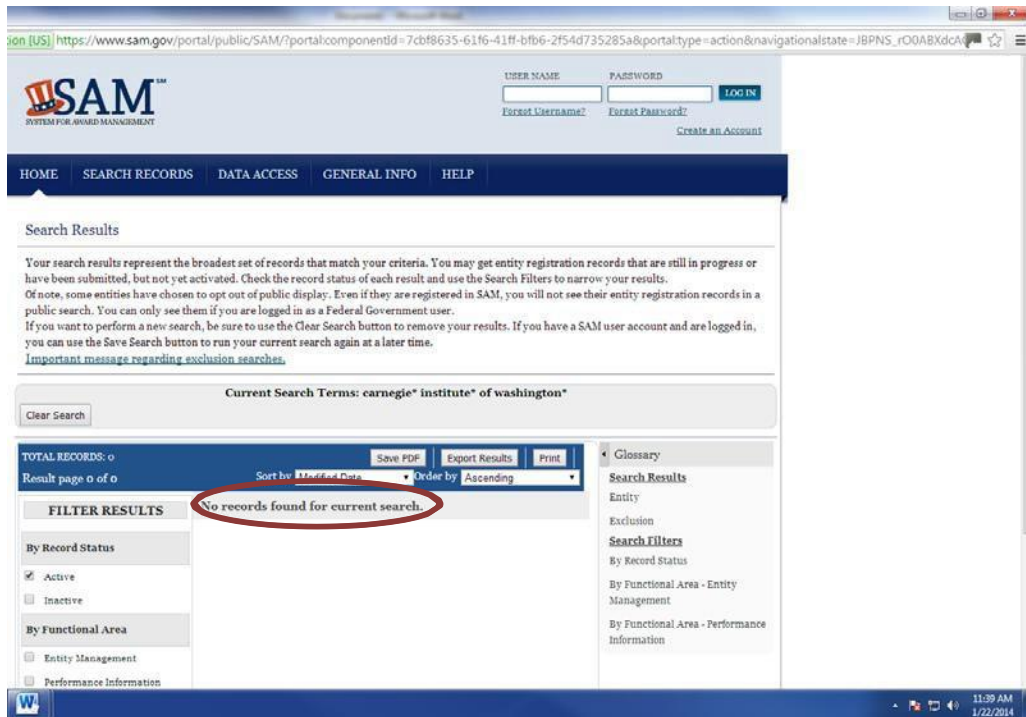 ion [US] https://www.sam.gov/portal/public/SAM/?portal:componentId=7cbf8635-61f6-41ff-bfb6-2f54d735285a&portal:type=action&navigationalstate=JBPNS_rO0ABXdcA
USER NAME PASSWORD
SAM SM
LOG IN
SYSTEM FOR AWARD MANAGEMENT
Forgot Username? Forgot Password?
Create an Account
HOME SEARCH RECORDS DATA ACCESS GENERAL INFO HELP
Search Results
Your search results represent the broadest set of records that match your criteria. You may get entity registration records that are still in progress or
have been submitted, but not yet activated. Check the record status of each result and use the Search Filters to narrow your results.
Of note, some entities have chosen to opt out of public display. Even if they are registered in SAM, you will not see their entity registration records in a
public search. You can only see them if you are logged in as a Federal Government user.
If you want to perform a new search, be sure to use the Clear Search button to remove your results. If you have a SAM user account and are logged in,
you can use the Save Search button to run your current search again at a later time.
Important message regarding exclusion searches.
Current Search Terms: carnegie* institute* of washington*
Clear Search
TOTAL RECORDS: 0 Save PDF Export Results Print
Result page 0 of 0 Sort by Modified Date Order by Ascending
No records found for current search.
FILTER RESULTS
By Record Status
Active
Inactive
By Functional Area
Entity Management
Performance Information
Glossary
Search Results
Entity
Exclusion
Search Filters
By Record Status
By Functional Area - Entity
Management
By Functional Area - Performance
Information
11:39 AM
1/22/2014